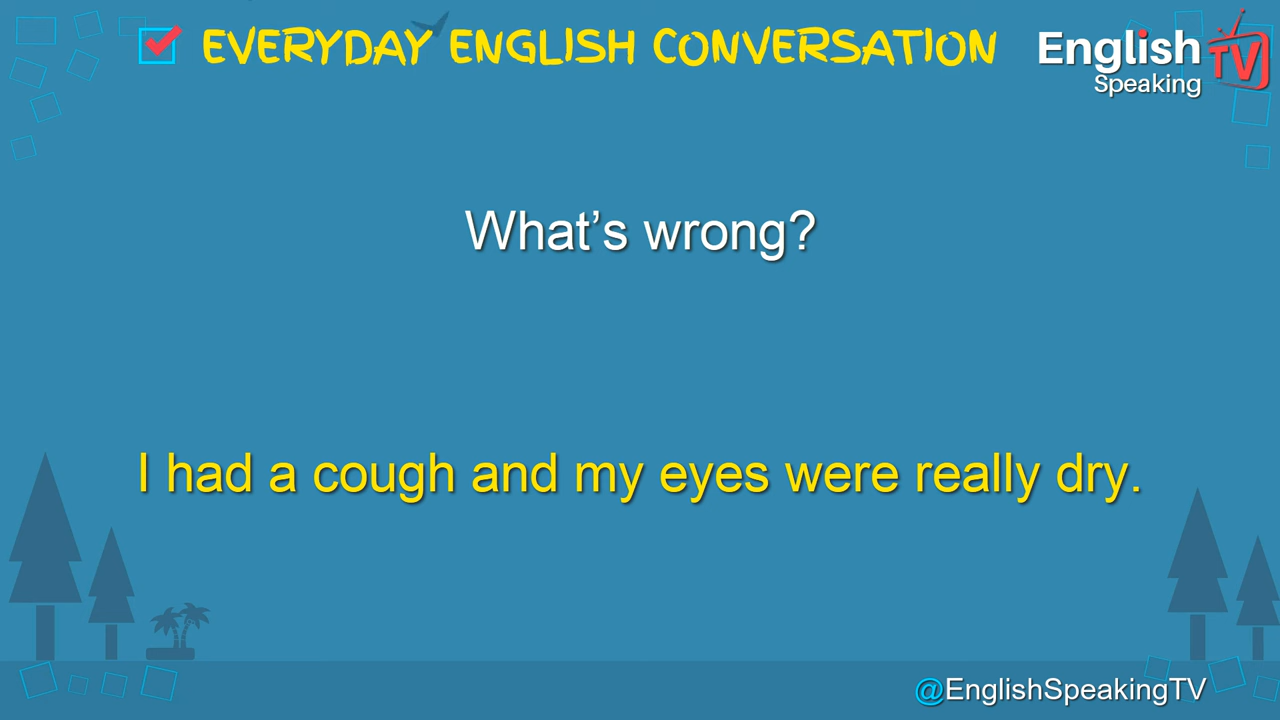 EVERYDAY ENGLISH CONVERSATION
English
Speaking
TV
What’s wrong?
I had a cough and my eyes were really dry.
@EnglishSpeakingTV